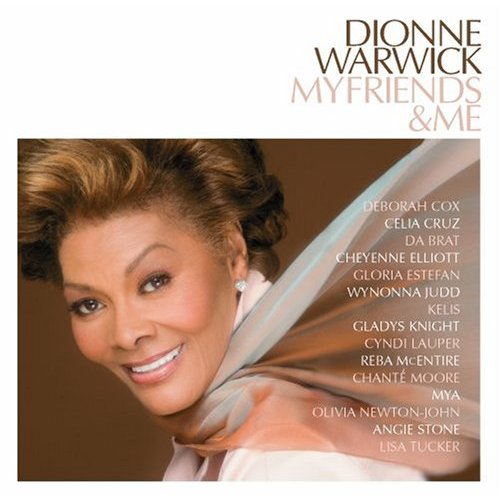 DIONNE
WARWICK
MYFRIENDS
&ME
DEBORAH COX
CELIA CRUZ
DA BRAT
CHEYENNE ELLIOTT
GLORIA ESTEFAN
WYNONNA JUDD
KELIS
GLADYS KNIGHT
CYNDI LAUPER
REBA McENTIRE
CHANTÉ MOORE
MYA
OLIVIA NEWTON-JOHN
ANGIE STONE
LISA TUCKER